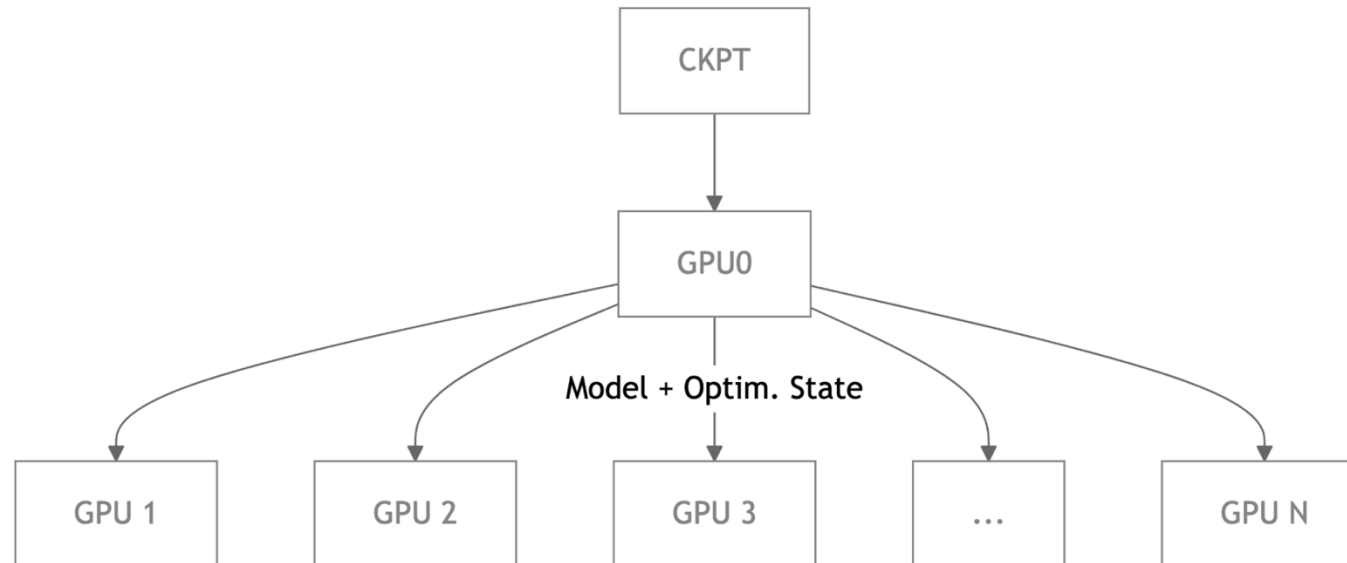 CKPT
GPU0
Model + Optim. State
GPU 1
GPU 2
GPU 3
...
GPU N